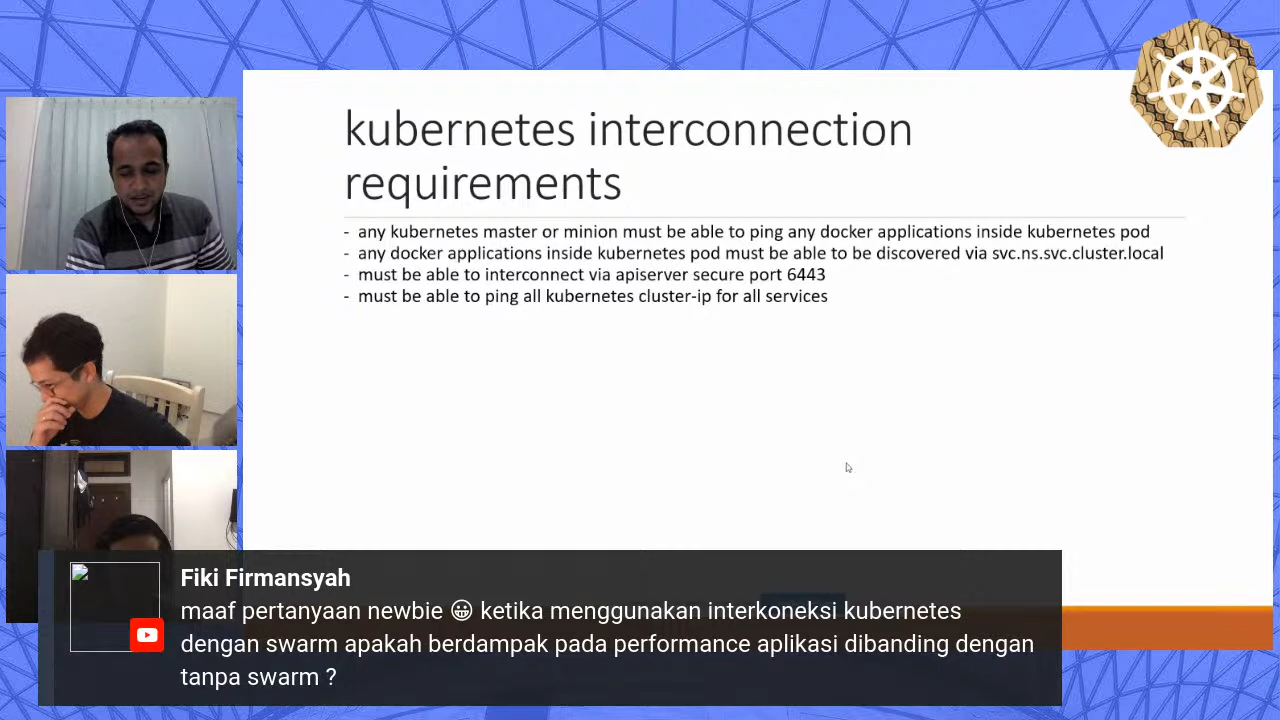 kubernetes interconnection
requirements
- any kubernetes master or minion must be able to ping any docker applications inside kubernetes pod
- any docker applications inside kubernetes pod must be able to be discovered via svc.ns.svc.cluster.local
- must be able to interconnect via apiserver secure port 6443
- must be able to ping all kubernetes cluster-ip for all services
Fiki Firmansyah
maaf pertanyaan newbie 😀 ketika menggunakan interkoneksi kubernetes
dengan swarm apakah berdampak pada performance aplikasi dibanding dengan
tanpa swarm ?